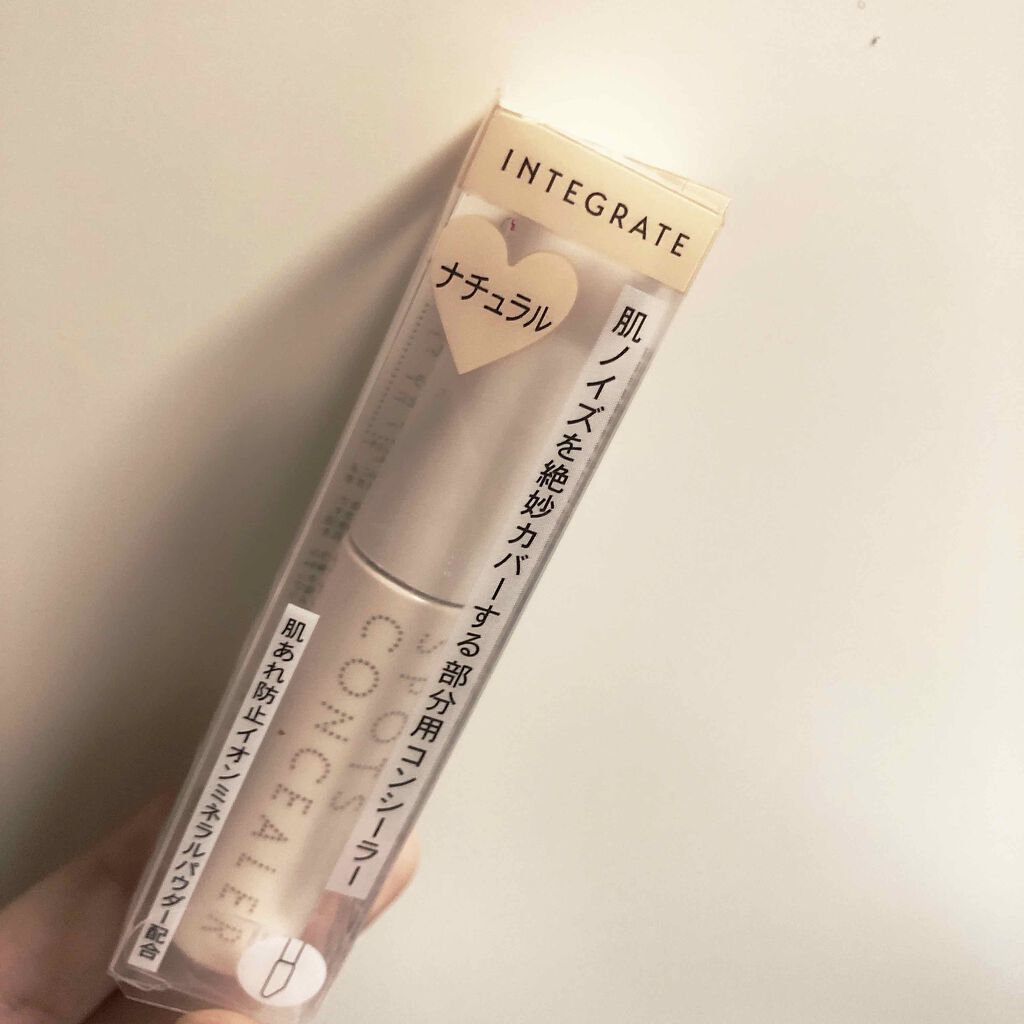 INTEGRATE
ナチュラル
肌ノイズを絶妙カバーする部分用コンシーラー
SPOTS
CONCEALER
肌あれ防止イオンミネラルパウダー配合